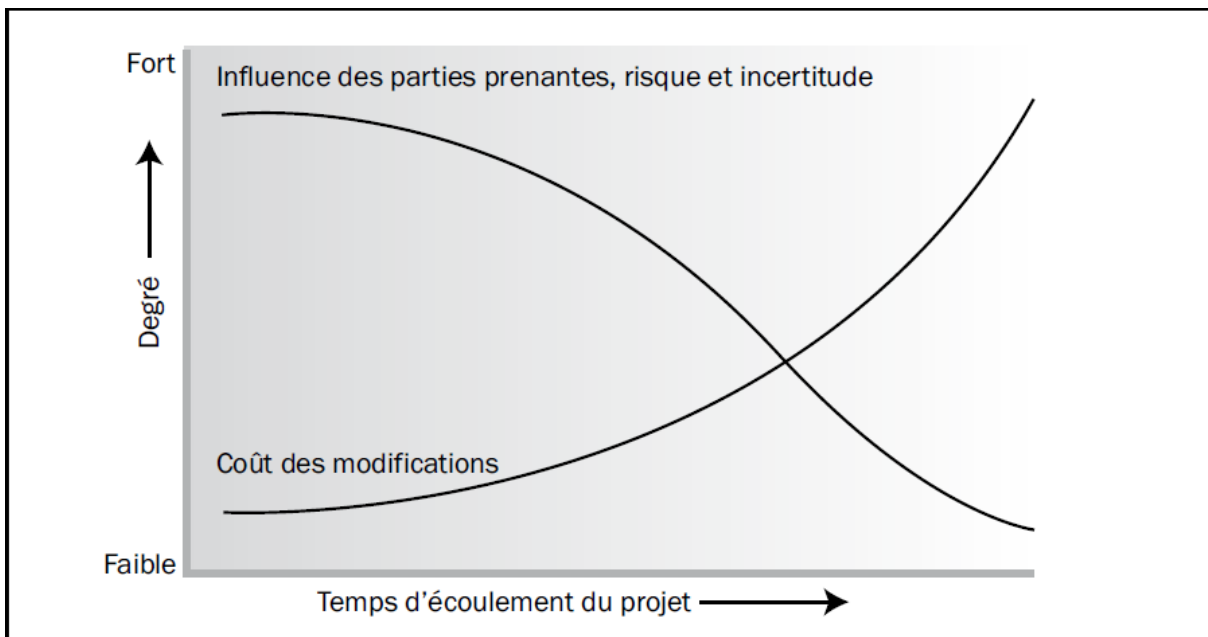 Fort
Influence des parties prenantes, risque et incertitude
Degré
Coût des modifications
Faible
Temps d'écoulement du projet